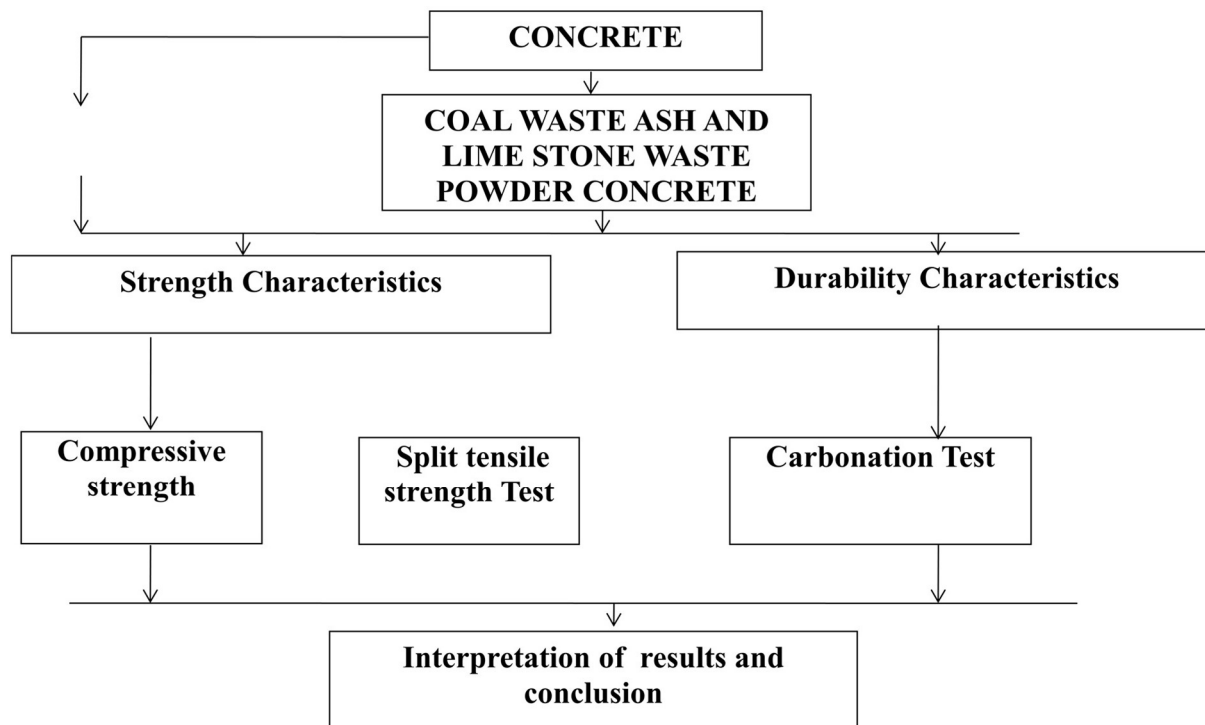 CONCRETE
COAL WASTE ASH AND
LIME STONE WASTE
POWDER CONCRETE
Strength Characteristics
Durability Characteristics
Compressive
strength
Split tensile
strength Test
Carbonation Test
Interpretation of results and
conclusion